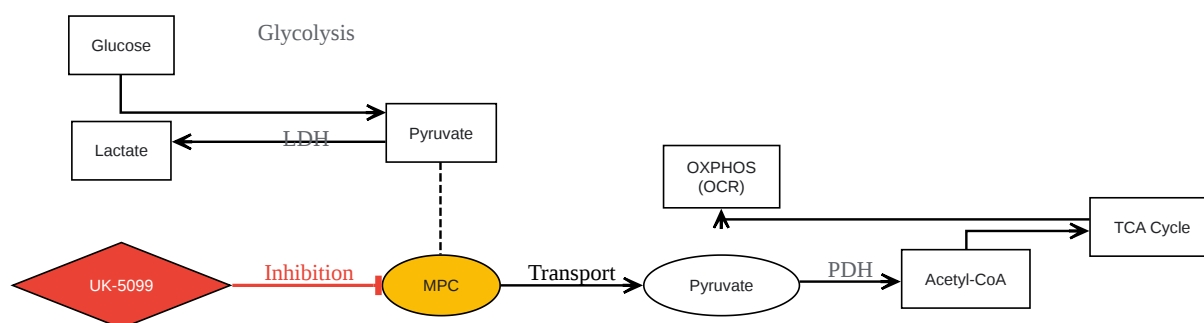 Glucose
Glycolysis
Pyruvate
LDH
Lactate
OXPHOS
(OCR)
TCA Cycle
UK-5099
Inhibition
MPC
Transport
Pyruvate
PDH
Acetyl-CoA